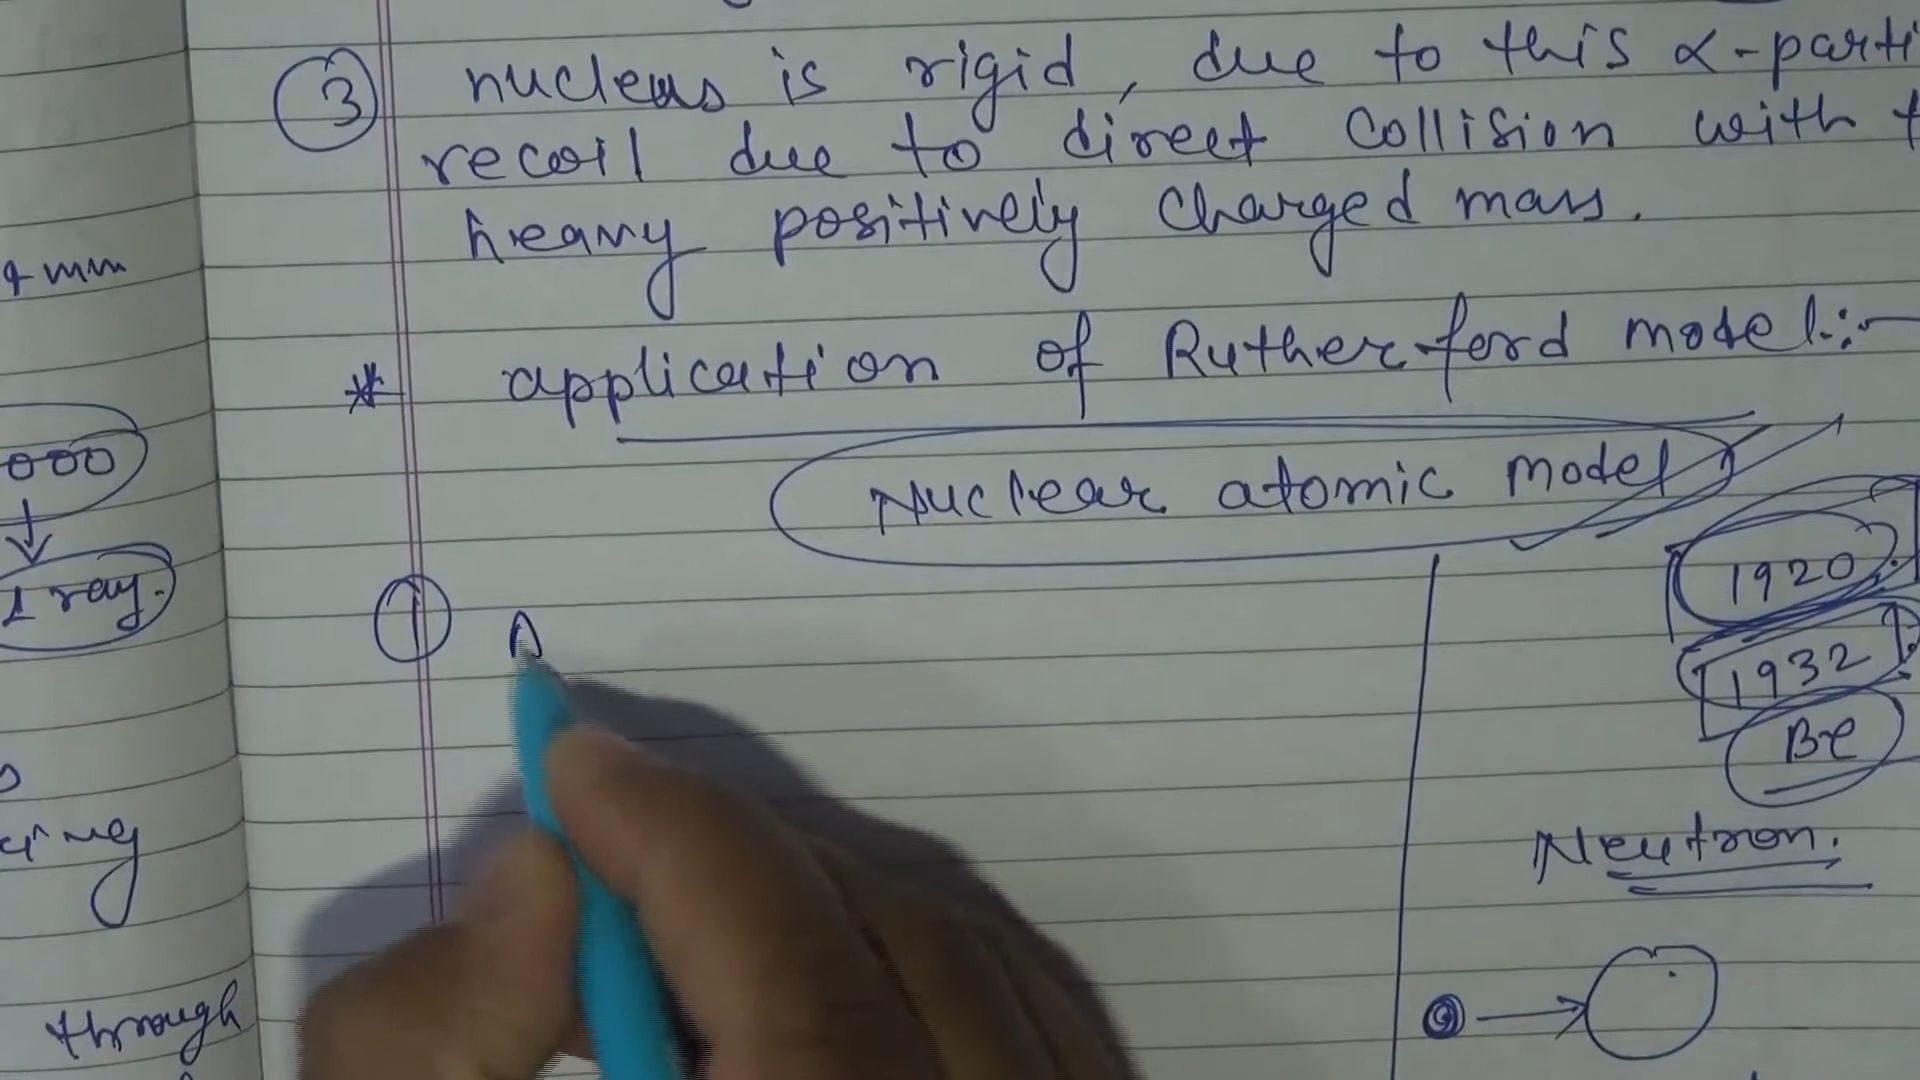 ③ nucleus is rigid, due to this α-parti
recoil due to direct collision with t
heavy positively charged mass.
* application of Rutherford model:-
Nuclear atomic model
1920
1932
Be
Neutron.
①
4 mm
000
1 ray.
through